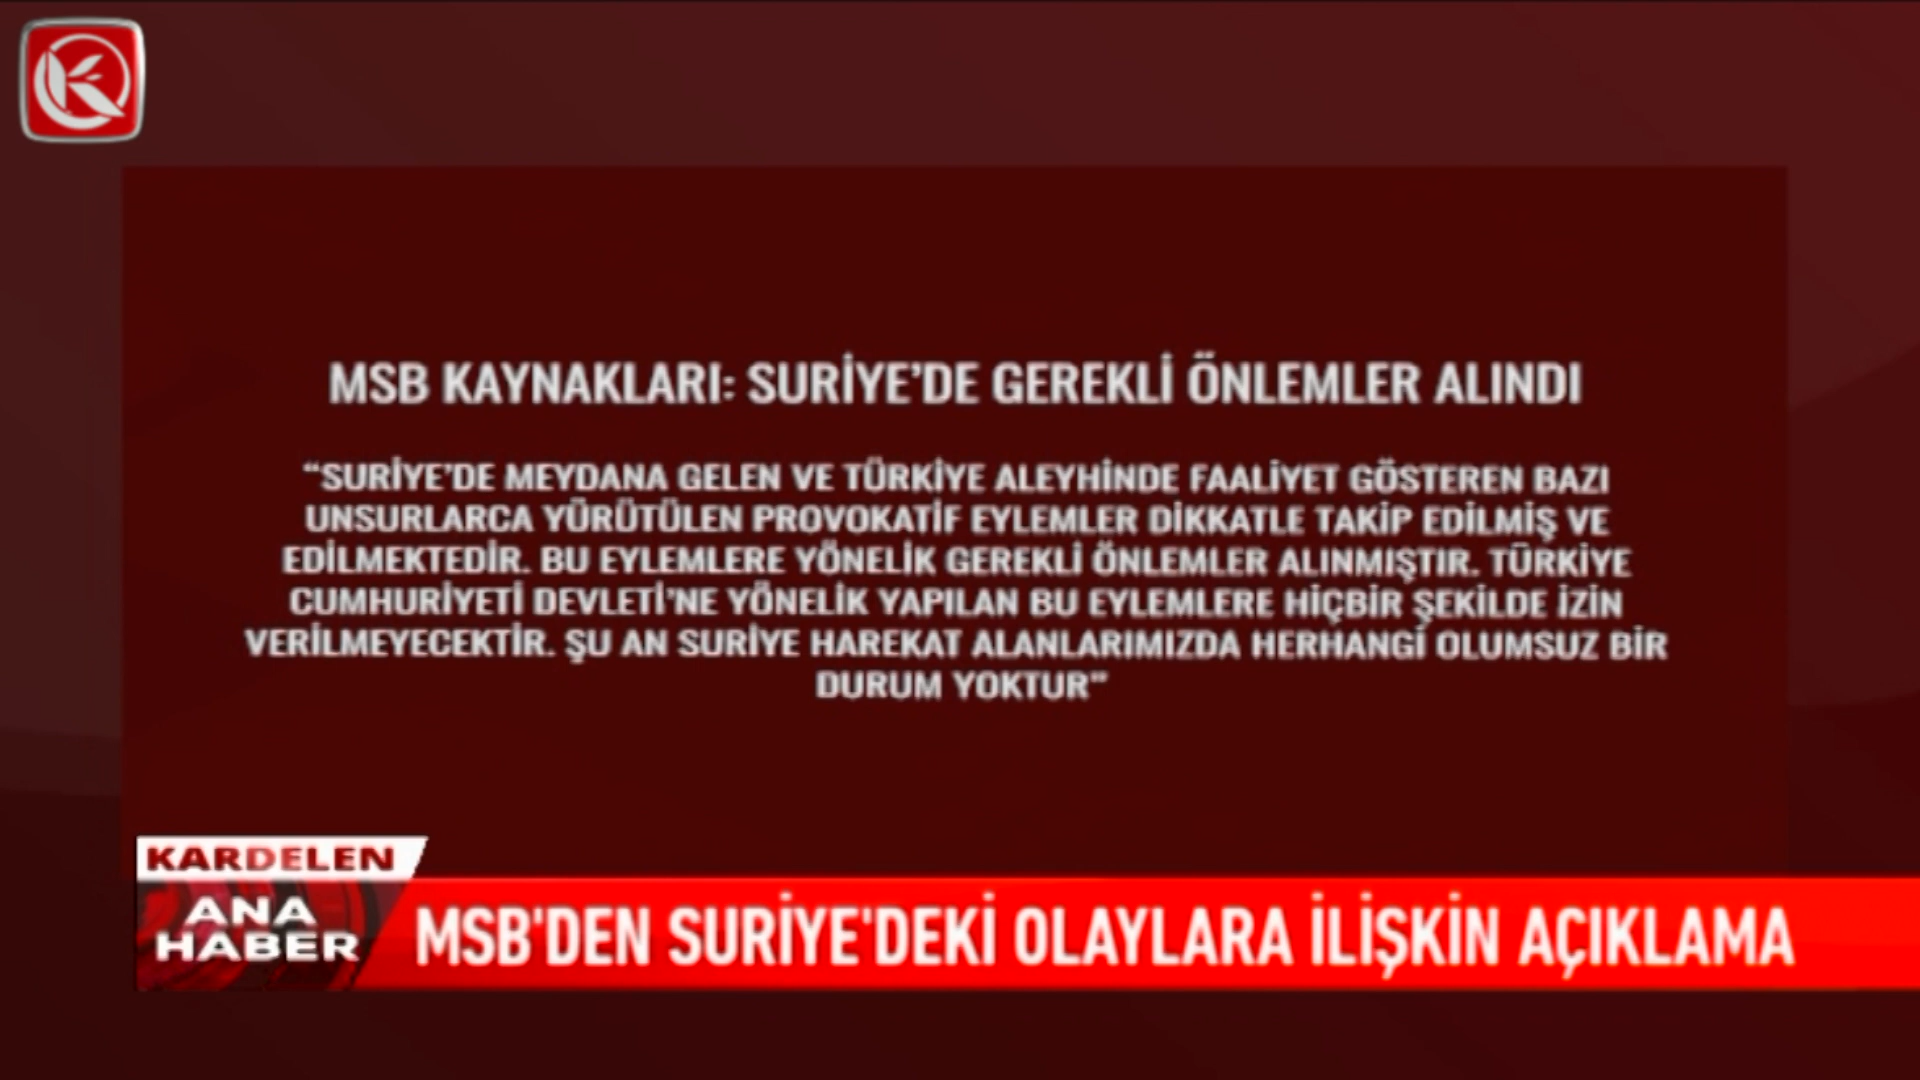 MSB KAYNAKLARI: SURİYE'DE GEREKLİ ÖNLEMLER ALINDI
“SURİYE'DE MEYDANA GELEN VE TÜRKİYE ALEYHİNDE FAALİYET GÖSTEREN BAZI
UNSURLARCA YÜRÜTÜLEN PROVOKATİF EYLEMLER DİKKATLE TAKİP EDİLMİŞ VE
EDİLMEKTEDİR. BU EYLEMLERE YÖNELİK GEREKLİ ÖNLEMLER ALINMIŞTIR. TÜRKİYE
CUMHURİYETİ DEVLETİ'NE YÖNELİK YAPILAN BU EYLEMLERE HİÇBİR ŞEKİLDE İZİN
VERİLMEYECEKTİR. ŞU AN SURİYE HAREKAT ALANLARIMIZDA HERHANGİ OLUMSUZ BİR
DURUM YOKTUR”
KARDELEN
ANA
HABER
MSB'DEN SURİYE'DEKİ OLAYLARA İLİŞKİN AÇIKLAMA